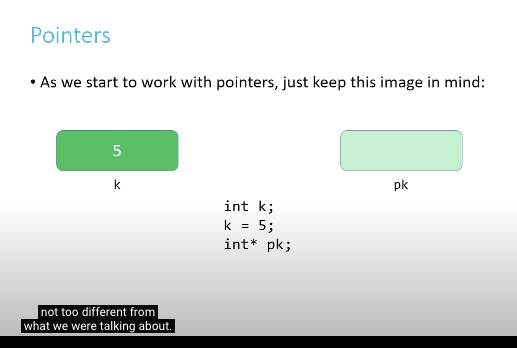 Pointers
• As we start to work with pointers, just keep this image in mind:
5
k
pk
int k;
k = 5;
int* pk;
not too different from
what we were talking about.